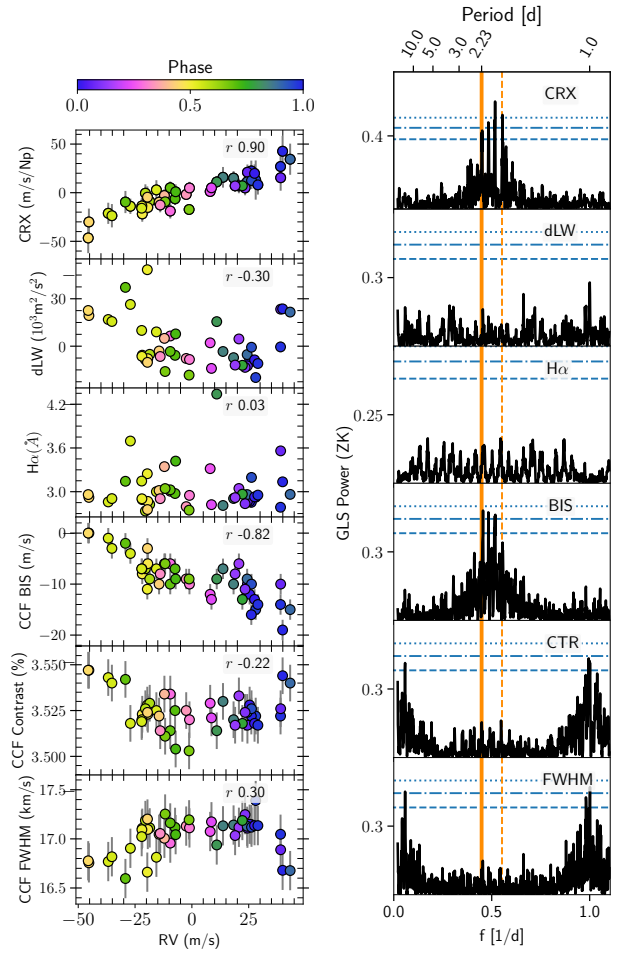 Phase
0.0 0.5 1.0
CRX (m/s/Np)
50
0
−50
r 0.90
dLW (10³m²/s²)
30
0
r -0.30
Hα(Å)
4.2
3.6
3.0
r 0.03
CCF BIS (m/s)
0
−10
−20
r -0.82
CCF Contrast (%)
3.550
3.525
3.500
r -0.22
CCF FWHM (km/s)
17.5
17.0
16.5
r 0.30
−50 −25 0 25 50
RV (m/s)
Period [d]
10.0 5.0 3.0 2.23 1.0
GLS Power (ZK)
CRX
0.4
dLW
0.3
Hα
0.25
BIS
0.3
CTR
0.3
FWHM
0.3
0.0 0.5 1.0
f [1/d]